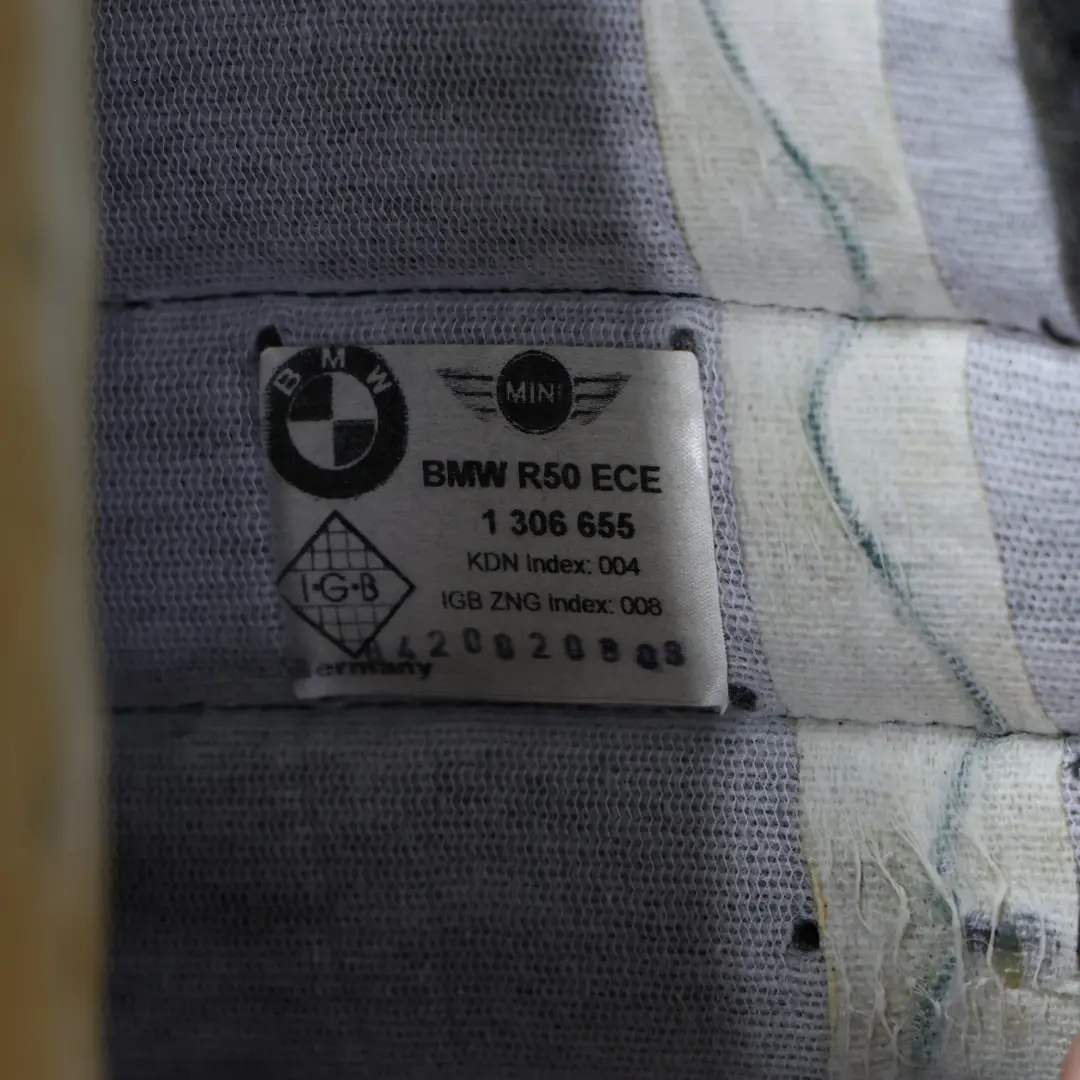 BMW
MINI
BMW R50 ECE
1 306 655
KDN Index: 004
I·G·B
IGB ZNG Index: 008